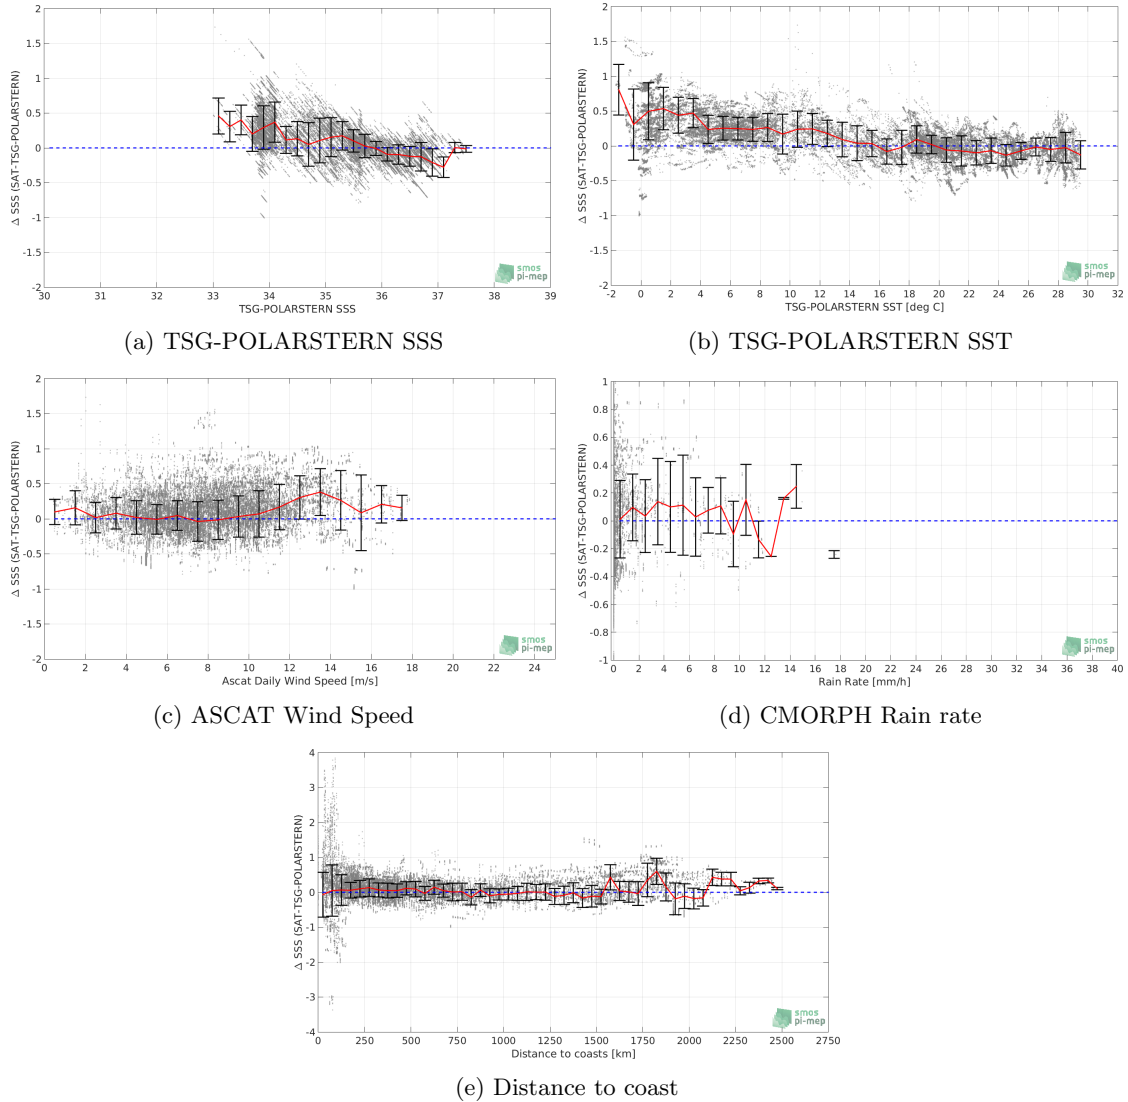 2
1.5
1
0.5
0
-0.5
-1
-1.5
-2
Δ SSS (SAT-TSG-POLARSTERN)
30 31 32 33 34 35 36 37 38 39
TSG-POLARSTERN SSS
smos
pi-mep
(a) TSG-POLARSTERN SSS
2
1.5
1
0.5
0
-0.5
-1
-1.5
-2
Δ SSS (SAT-TSG-POLARSTERN)
-2 0 2 4 6 8 10 12 14 16 18 20 22 24 26 28 30 32
TSG-POLARSTERN SST [deg C]
smos
pi-mep
(b) TSG-POLARSTERN SST
2
1.5
1
0.5
0
-0.5
-1
-1.5
-2
Δ SSS (SAT-TSG-POLARSTERN)
0 2 4 6 8 10 12 14 16 18 20 22 24
Ascat Daily Wind Speed [m/s]
smos
pi-mep
(c) ASCAT Wind Speed
1
0.8
0.6
0.4
0.2
0
-0.2
-0.4
-0.6
-0.8
-1
Δ SSS (SAT-TSG-POLARSTERN)
0 2 4 6 8 10 12 14 16 18 20 22 24 26 28 30 32 34 36 38 40
Rain Rate [mm/h]
smos
pi-mep
(d) CMORPH Rain rate
4
3
2
1
0
-1
-2
-3
-4
Δ SSS (SAT-TSG-POLARSTERN)
0 250 500 750 1000 1250 1500 1750 2000 2250 2500 2750
Distance to coasts [km]
smos
pi-mep
(e) Distance to coast